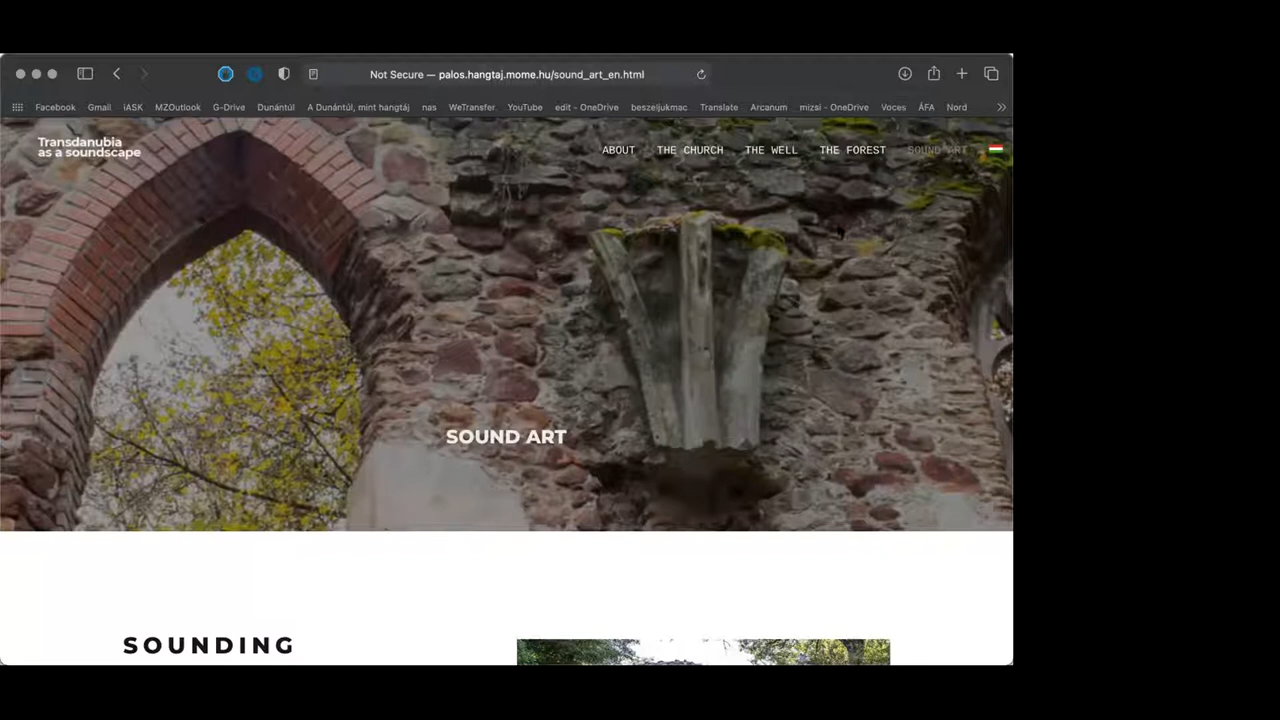 Not Secure — palos.hangtaj.mome.hu/sound_art_en.html
Facebook Gmail iASK MZOutlook G-Drive Dunántúl A Dunántúl, mint hangtáj nas WeTransfer YouTube edit - OneDrive beszeljukmac Translate Arcanum mizsi - OneDrive Voces ÁFA Nord
Transdanubia
as a soundscape
ABOUT THE CHURCH THE WELL THE FOREST SOUND ART
SOUND ART
SOUNDING